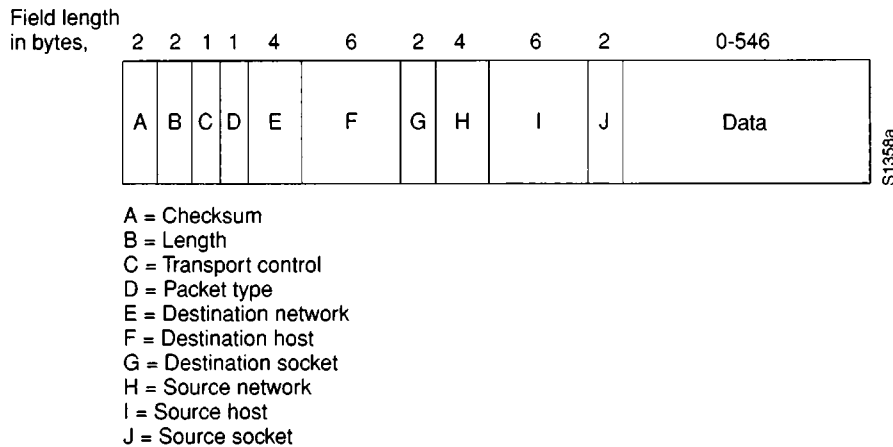 Field length
in bytes, 2 2 1 1 4 6 2 4 6 2 0-546
A B C D E F G H I J Data
S1358a
A = Checksum
B = Length
C = Transport control
D = Packet type
E = Destination network
F = Destination host
G = Destination socket
H = Source network
I = Source host
J = Source socket